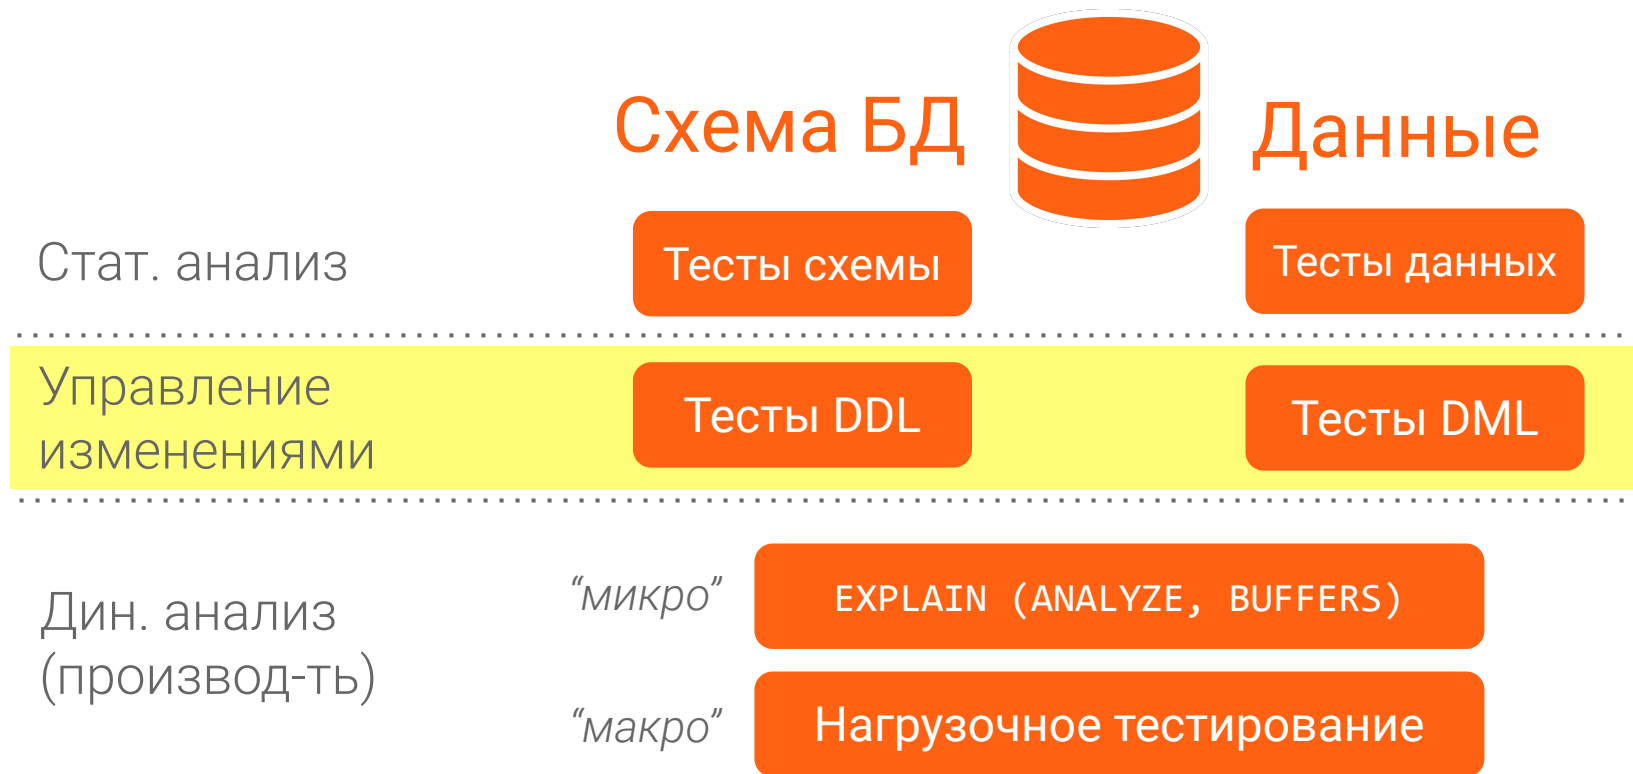 Схема БД
Данные
Стат. анализ
Тесты схемы
Тесты данных
Управление
изменениями
Тесты DDL
Тесты DML
Дин. анализ
(производ-ть)
“микро”
EXPLAIN (ANALYZE, BUFFERS)
“макро”
Нагрузочное тестирование